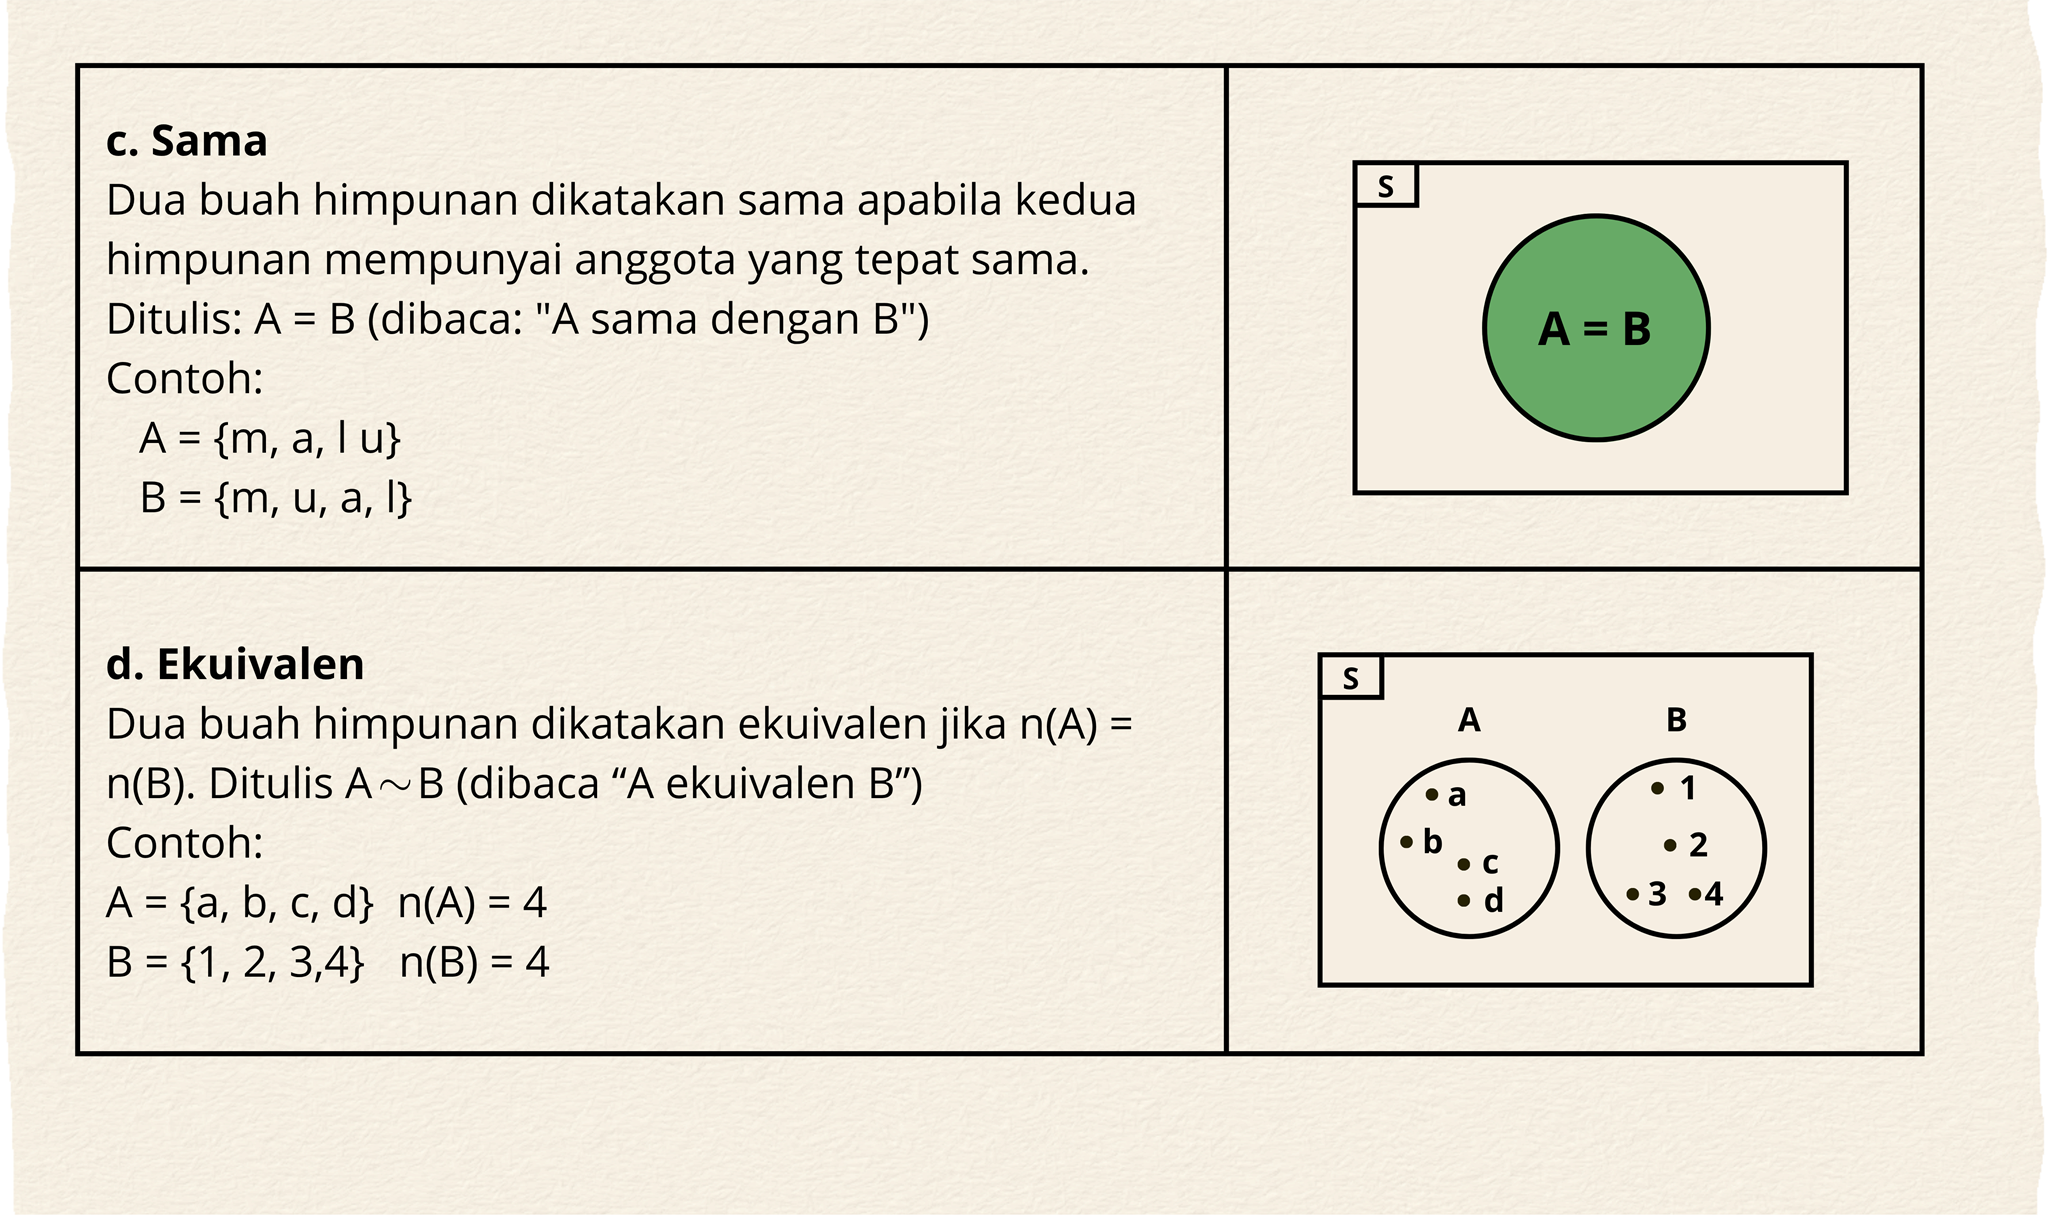 c. Sama
Dua buah himpunan dikatakan sama apabila kedua
himpunan mempunyai anggota yang tepat sama.
Ditulis: A = B (dibaca: "A sama dengan B")
Contoh:
A = {m, a, l u}
B = {m, u, a, l}
S
A = B
d. Ekuivalen
Dua buah himpunan dikatakan ekuivalen jika n(A) =
n(B). Ditulis A∼B (dibaca “A ekuivalen B”)
Contoh:
A = {a, b, c, d}  n(A) = 4
B = {1, 2, 3,4}   n(B) = 4
S
A
B
a
b
c
d
1
2
3
4